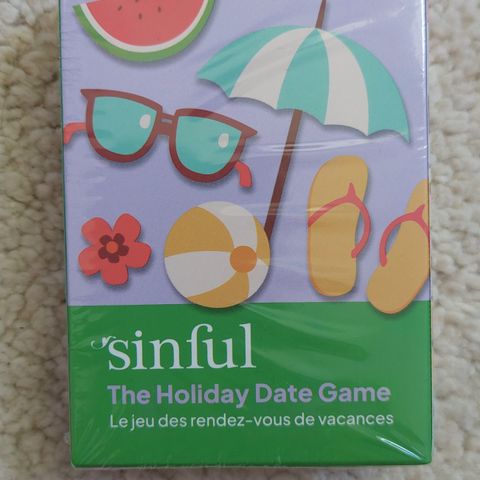 sinful
The Holiday Date Game
Le jeu des rendez-vous de vacances